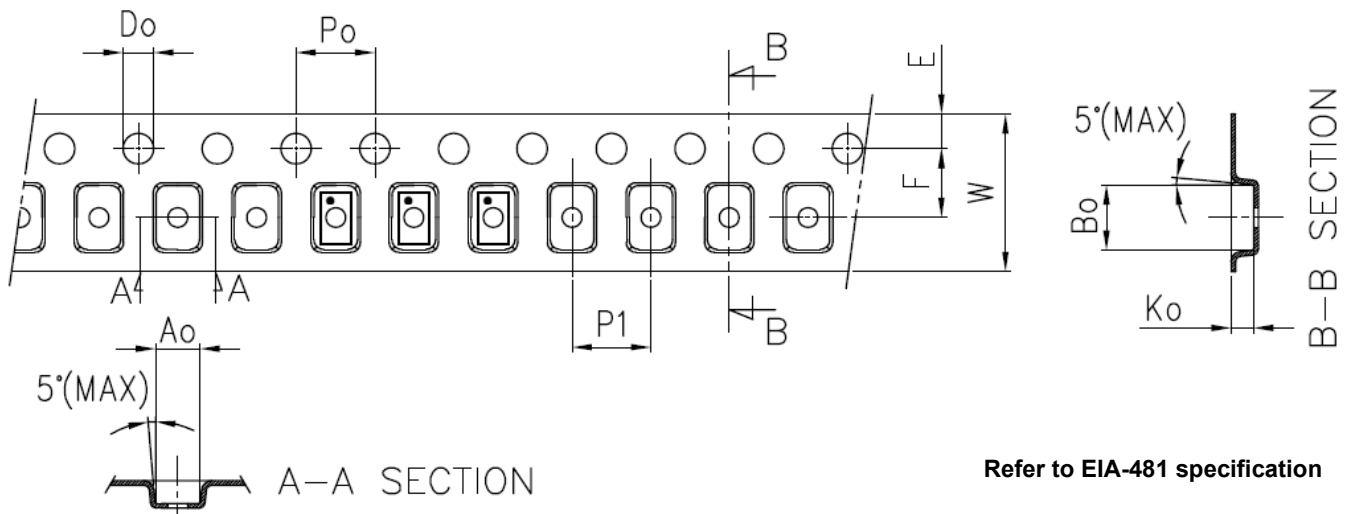 Do
Po
B
E
5°(MAX)
F
W
Bo
B-B SECTION
A
A
Ko
P1
B
Ao
5°(MAX)
A-A SECTION
Refer to EIA-481 specification